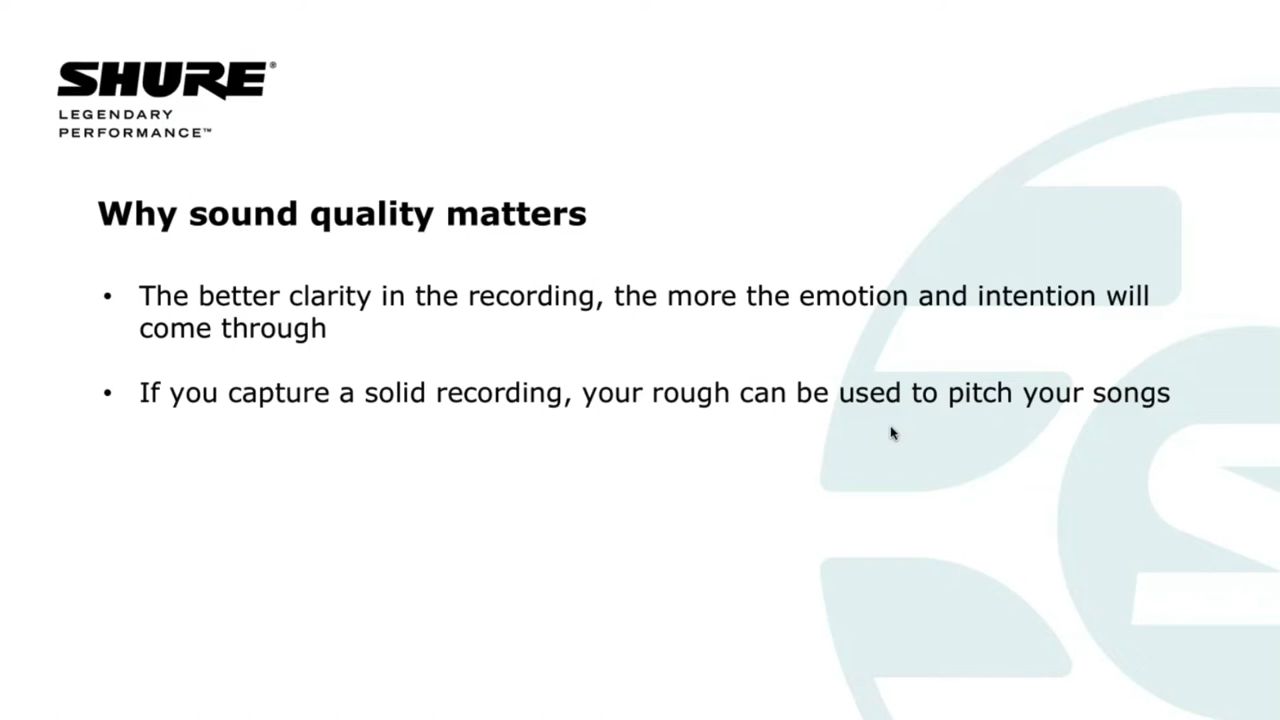 SHURE®
LEGENDARY
PERFORMANCE™
Why sound quality matters
• The better clarity in the recording, the more the emotion and intention will
come through
• If you capture a solid recording, your rough can be used to pitch your songs
S